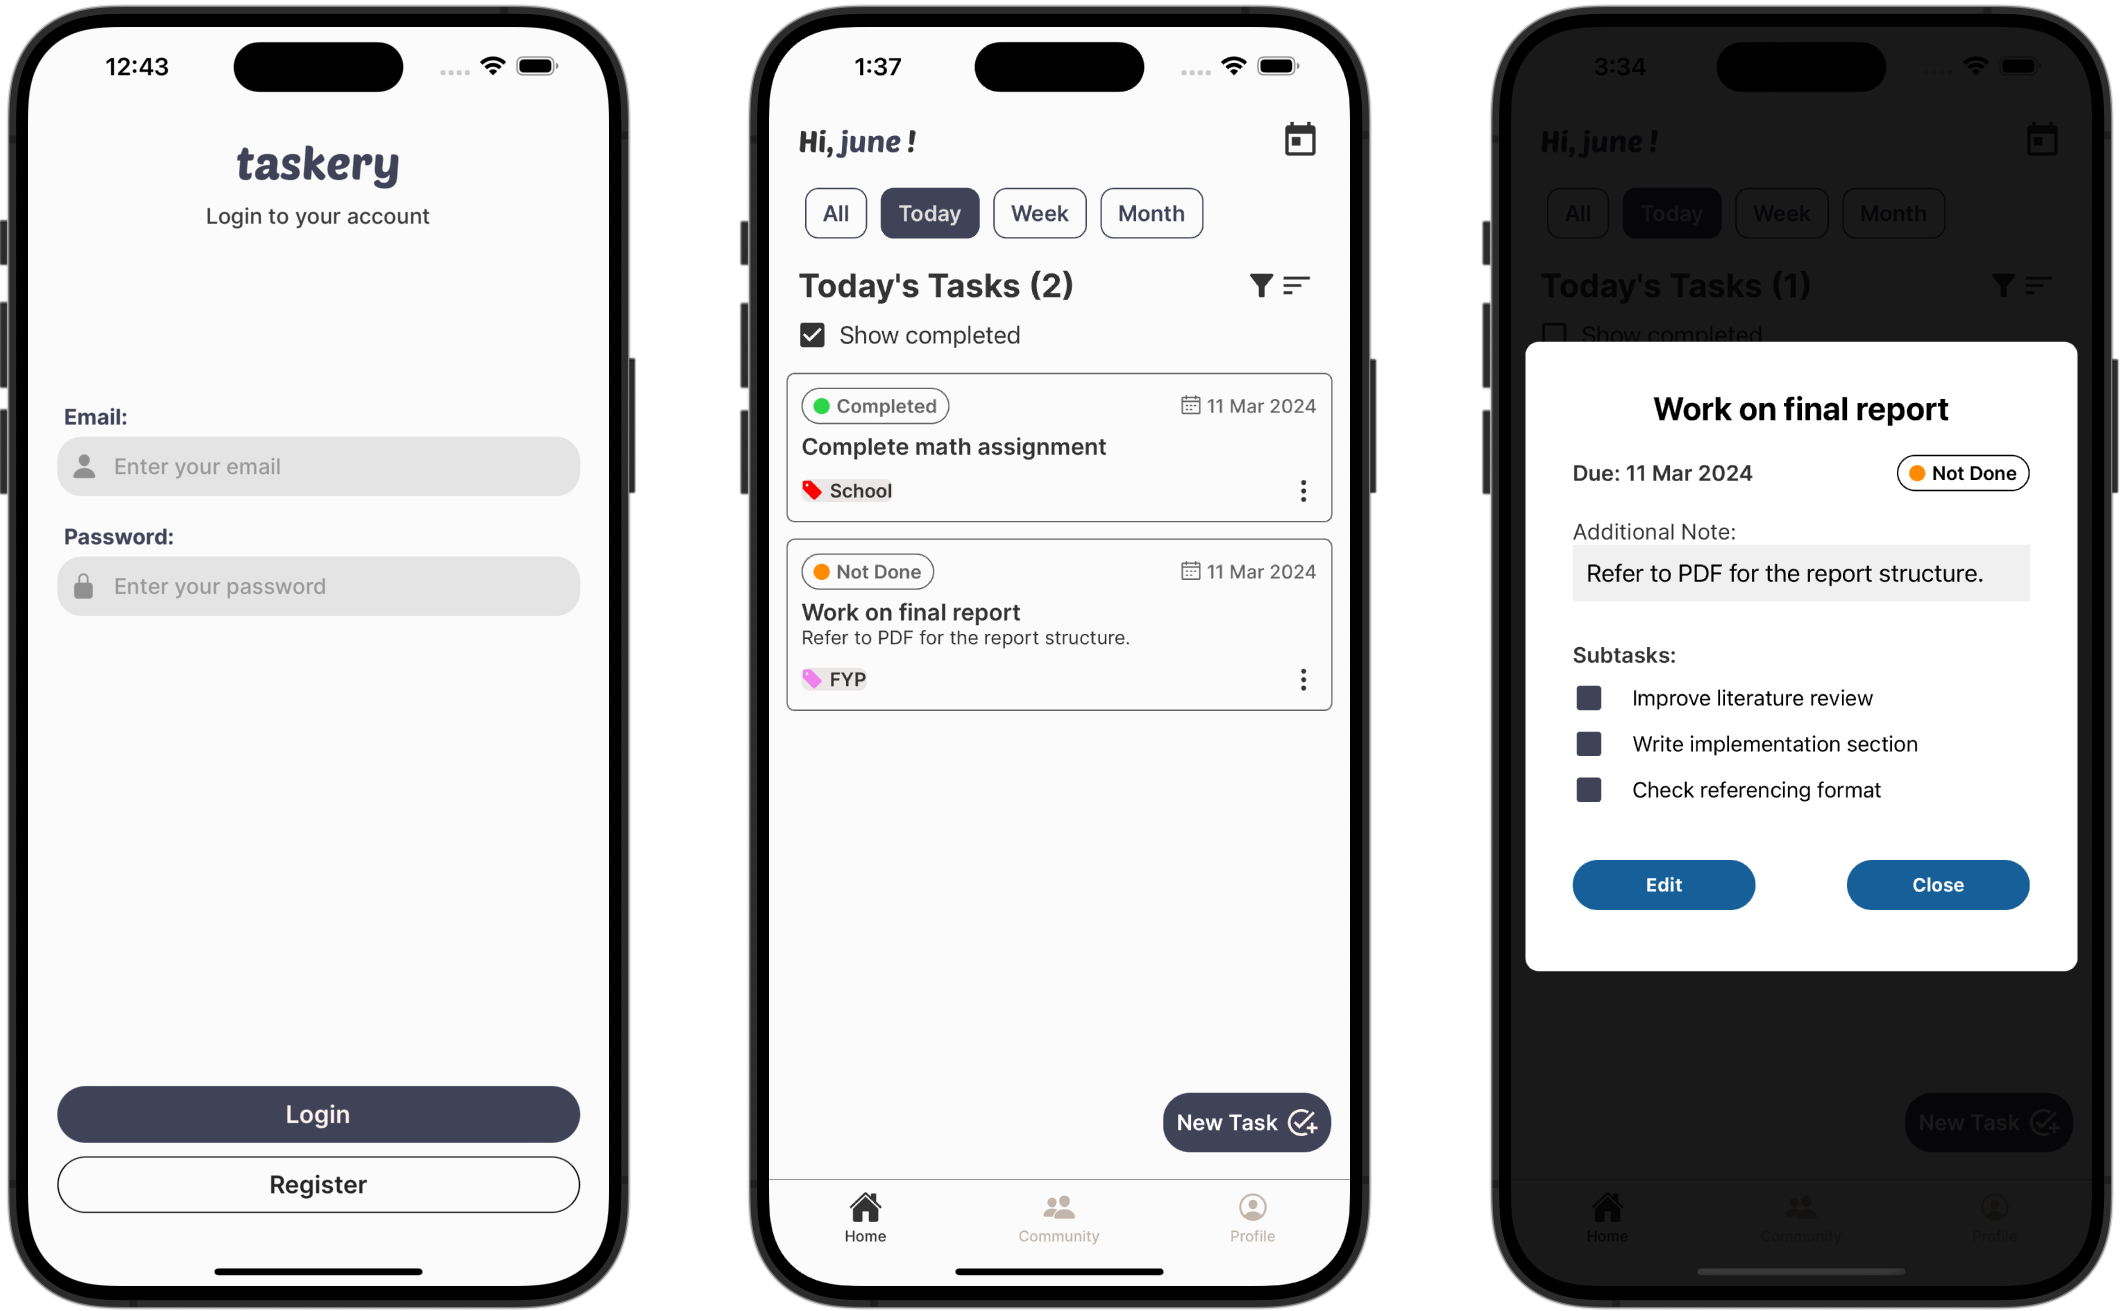 12:43
taskery
Login to your account
Email:
Enter your email
Password:
Enter your password
Login
Register
1:37
Hi, june !
All Today Week Month
Today's Tasks (2)
Show completed
Completed 11 Mar 2024
Complete math assignment
School
Not Done 11 Mar 2024
Work on final report
Refer to PDF for the report structure.
FYP
New Task
Home Community Profile
3:34
Hi, june !
All Today Week Month
Today's Tasks (1)
Show completed
Work on final report
Due: 11 Mar 2024 Not Done
Additional Note:
Refer to PDF for the report structure.
Subtasks:
Improve literature review
Write implementation section
Check referencing format
Edit Close
New Task
Home Community Profile